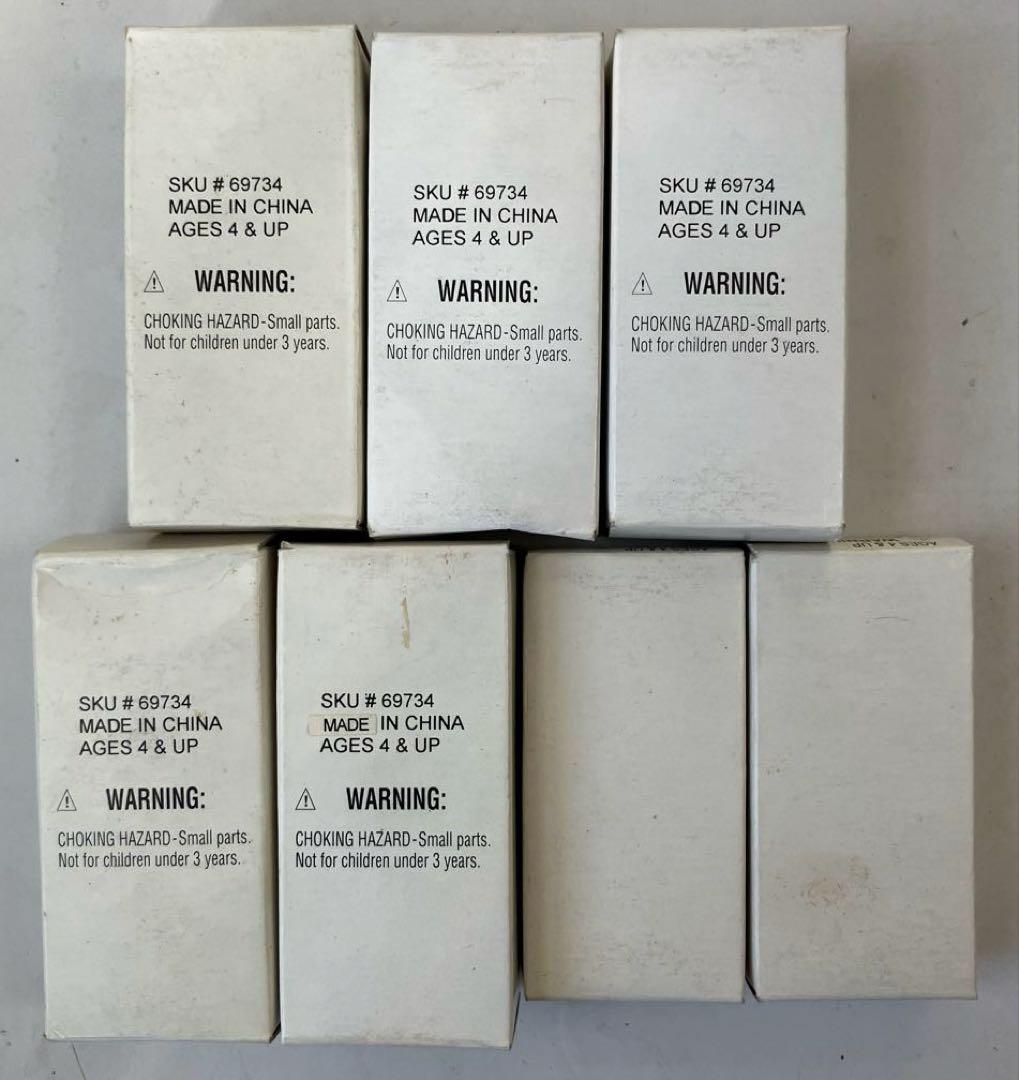 SKU # 69734
MADE IN CHINA
AGES 4 & UP
WARNING:
CHOKING HAZARD-Small parts.
Not for children under 3 years.
SKU # 69734
MADE IN CHINA
AGES 4 & UP
WARNING:
CHOKING HAZARD-Small parts.
Not for children under 3 years.
SKU # 69734
MADE IN CHINA
AGES 4 & UP
WARNING:
CHOKING HAZARD-Small parts.
Not for children under 3 years.
SKU # 69734
MADE IN CHINA
AGES 4 & UP
WARNING:
CHOKING HAZARD-Small parts.
Not for children under 3 years.
SKU # 69734
MADE IN CHINA
AGES 4 & UP
WARNING:
CHOKING HAZARD-Small parts.
Not for children under 3 years.
AGES 4 & UP